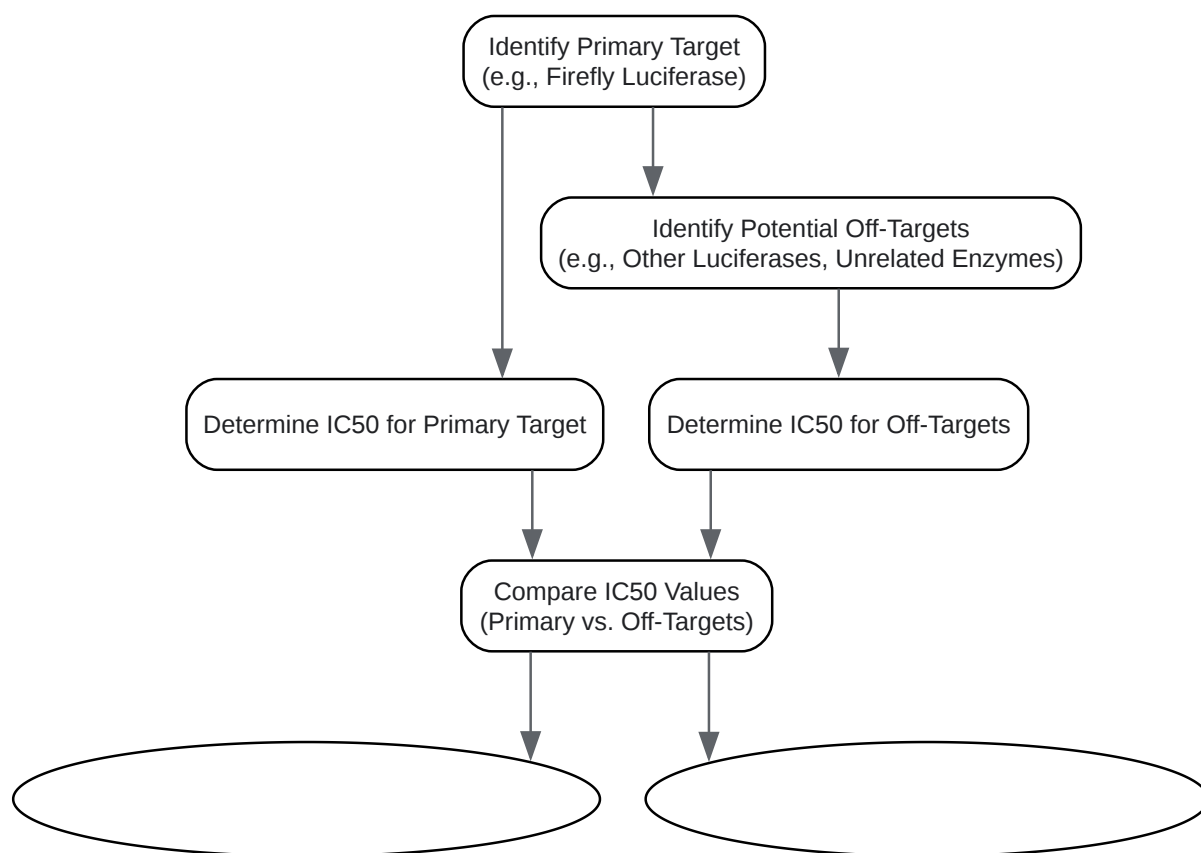 Identify Primary Target
(e.g., Firefly Luciferase)
Identify Potential Off-Targets
(e.g., Other Luciferases, Unrelated Enzymes)
Determine IC50 for Primary Target
Determine IC50 for Off-Targets
Compare IC50 Values
(Primary vs. Off-Targets)